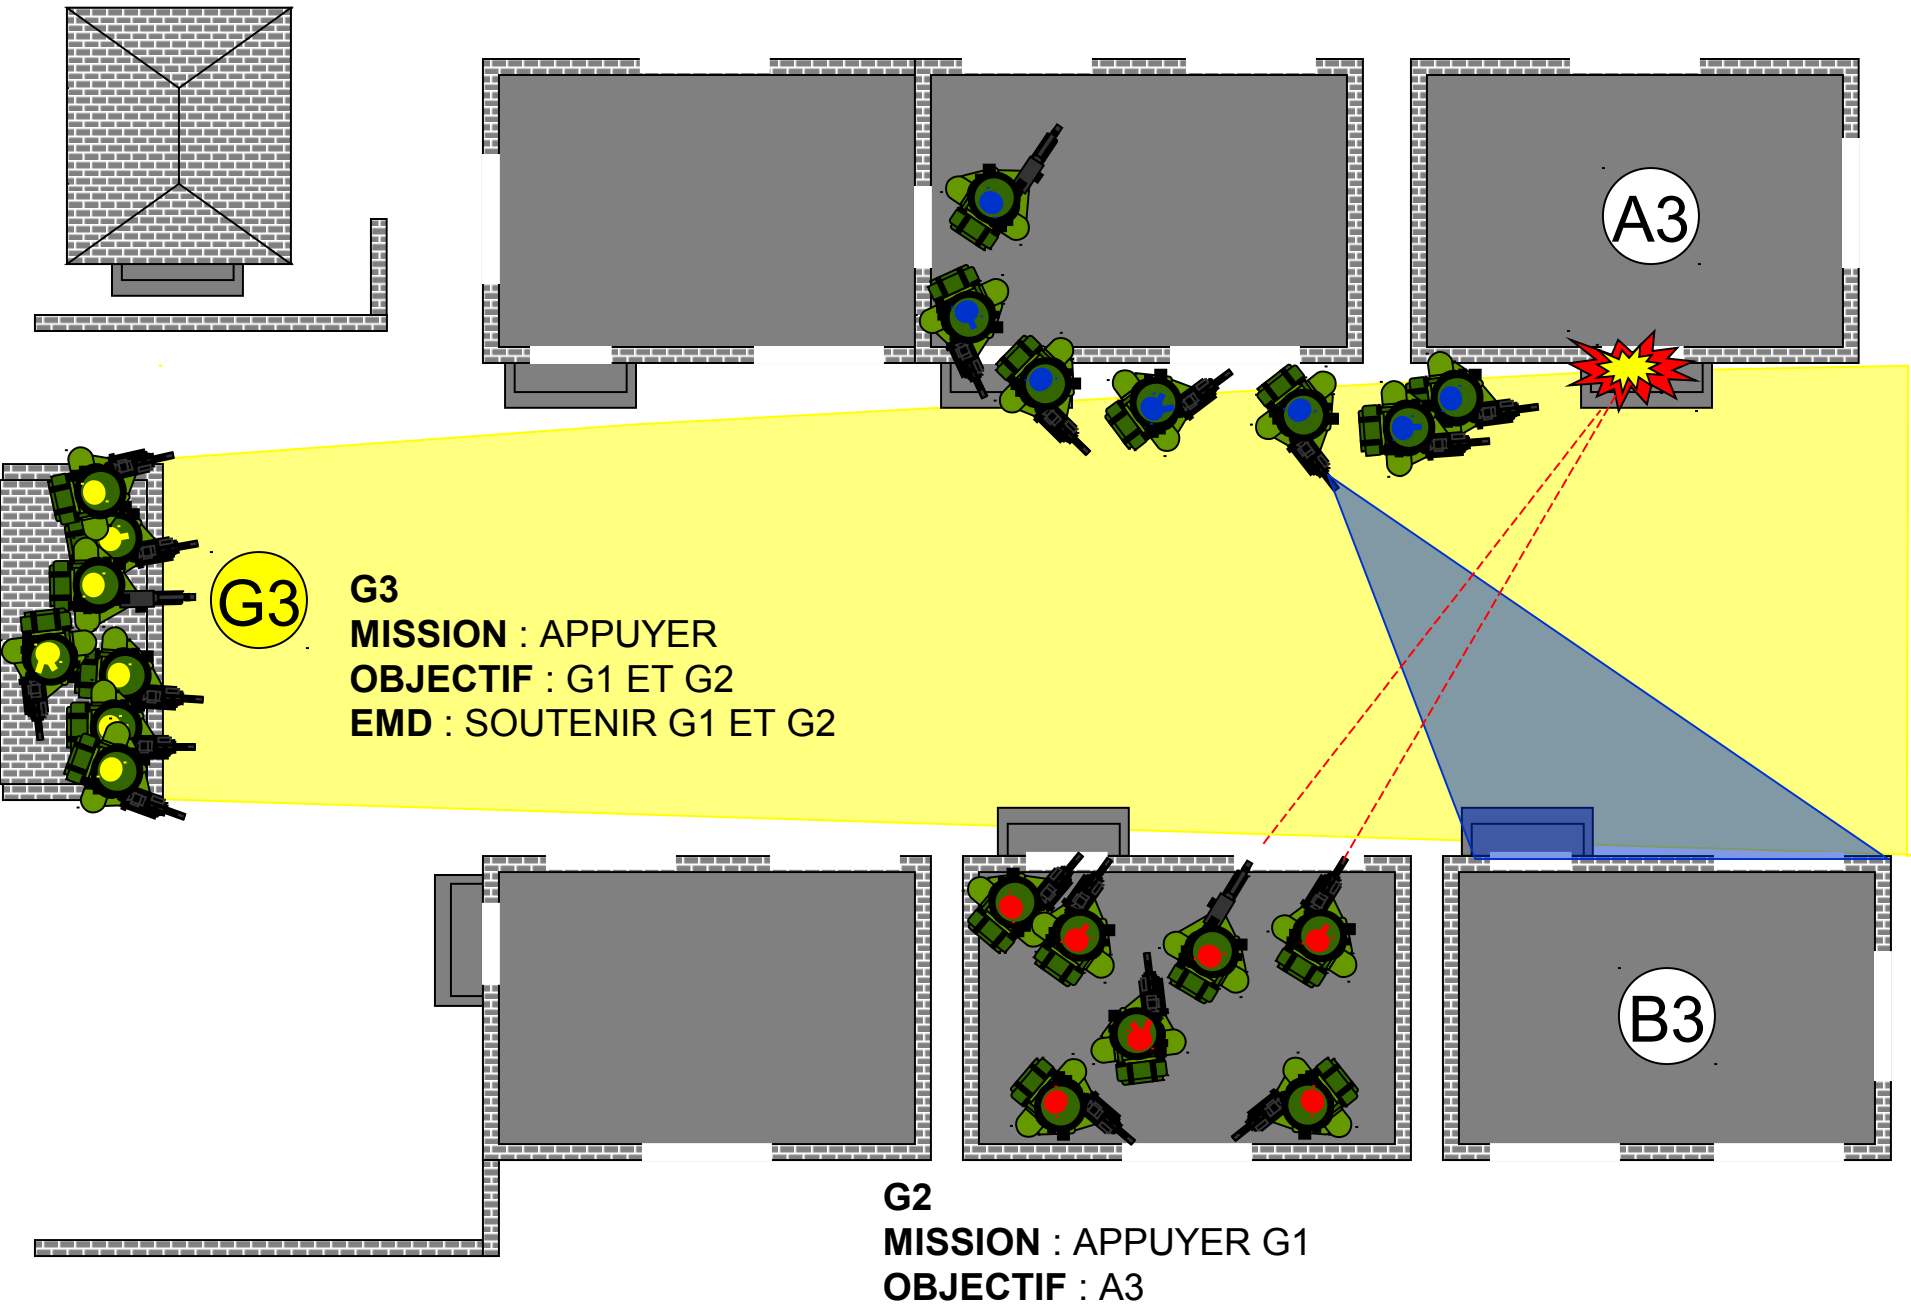 A3
G3
G3
MISSION : APPUYER
OBJECTIF : G1 ET G2
EMD : SOUTENIR G1 ET G2
B3
G2
MISSION : APPUYER G1
OBJECTIF : A3